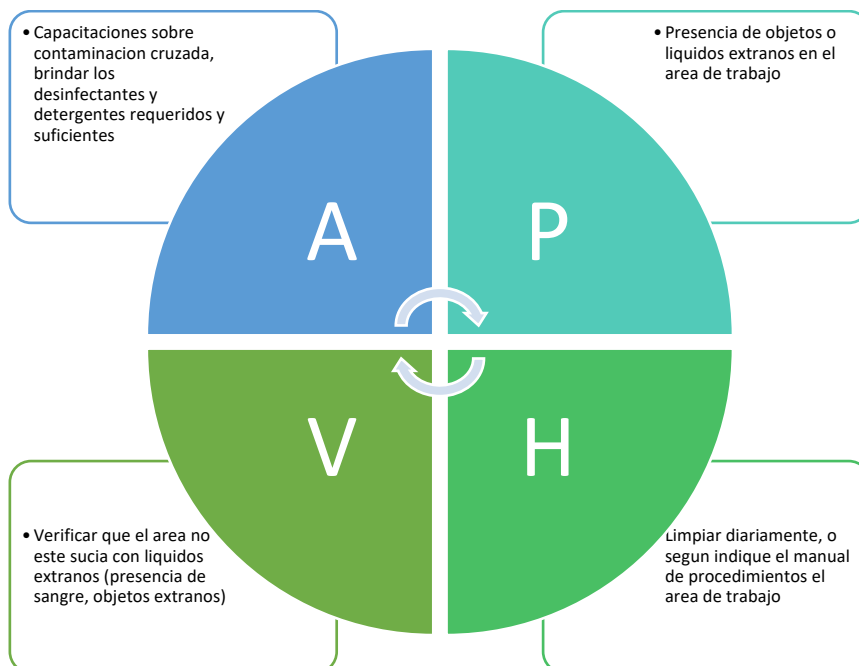 • Capacitaciones sobre
contaminacion cruzada,
brindar los
desinfectantes y
detergentes requeridos y
suficientes
• Presencia de objetos o
liquidos extranos en el
area de trabajo
A
P
V
H
• Verificar que el area no
este sucia con liquidos
extranos (presencia de
sangre, objetos extranos)
Limpiar diariamente, o
segun indique el manual
de procedimientos el
area de trabajo